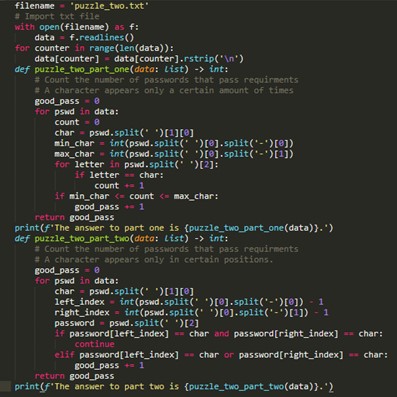 filename = 'puzzle_two.txt'
# Import txt file
with open(filename) as f:
    data = f.readlines()
for counter in range(len(data)):
    data[counter] = data[counter].rstrip('\n')
def puzzle_two_part_one(data: list) -> int:
    # Count the number of passwords that pass requirments
    # A character appears only a certain amount of times
    good_pass = 0
    for pswd in data:
        count = 0
        char = pswd.split(' ')[1][0]
        min_char = int(pswd.split(' ')[0].split('-')[0])
        max_char = int(pswd.split(' ')[0].split('-')[1])
        for letter in pswd.split(' ')[2]:
            if letter == char:
                count += 1
        if min_char <= count <= max_char:
            good_pass += 1
    return good_pass
print(f'The answer to part one is {puzzle_two_part_one(data)}.')
def puzzle_two_part_two(data: list) -> int:
    # Count the number of passwords that pass requirments
    # A character appears only in certain positions.
    good_pass = 0
    for pswd in data:
        char = pswd.split(' ')[1][0]
        left_index = int(pswd.split(' ')[0].split('-')[0]) - 1
        right_index = int(pswd.split(' ')[0].split('-')[1]) - 1
        password = pswd.split(' ')[2]
        if password[left_index] == char and password[right_index] == char:
            continue
        elif password[left_index] == char or password[right_index] == char:
            good_pass += 1
    return good_pass
print(f'The answer to part two is {puzzle_two_part_two(data)}.')